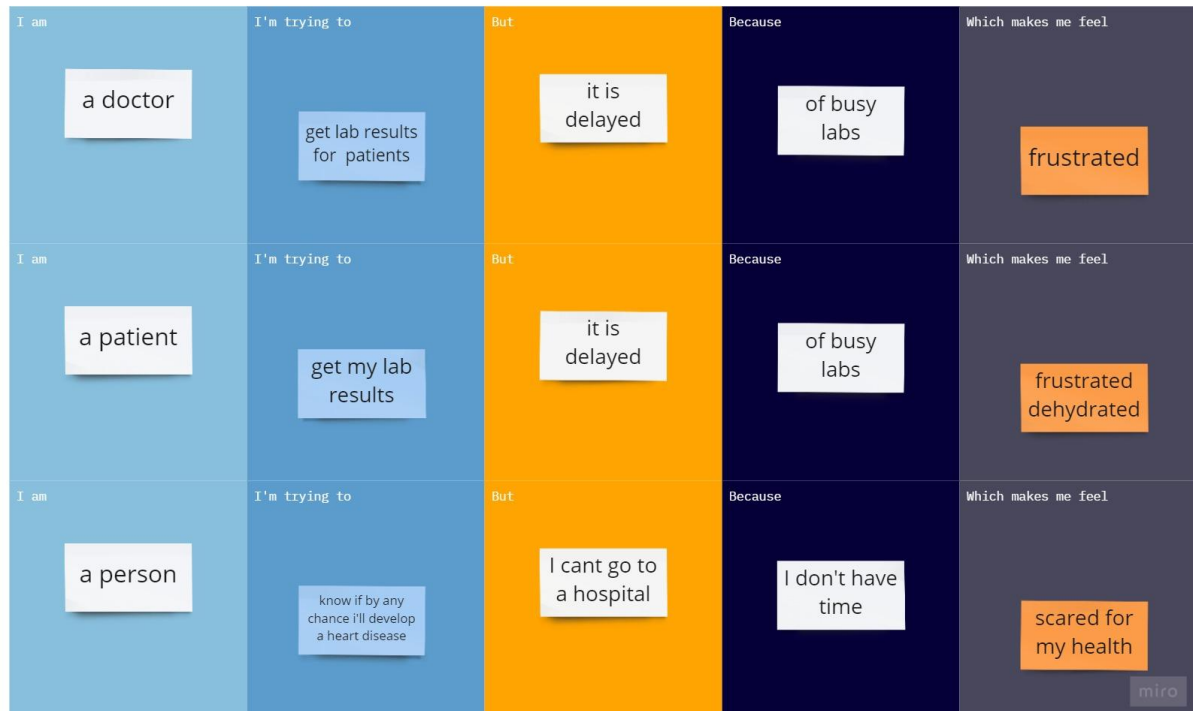 I am
I'm trying to
But
Because
Which makes me feel
a doctor
get lab results
for patients
it is
delayed
of busy
labs
frustrated
I am
I'm trying to
But
Because
Which makes me feel
a patient
get my lab
results
it is
delayed
of busy
labs
frustrated
dehydrated
I am
I'm trying to
But
Because
Which makes me feel
a person
know if by any
chance i'll develop
a heart disease
I cant go to
a hospital
I don't have
time
scared for
my health
miro